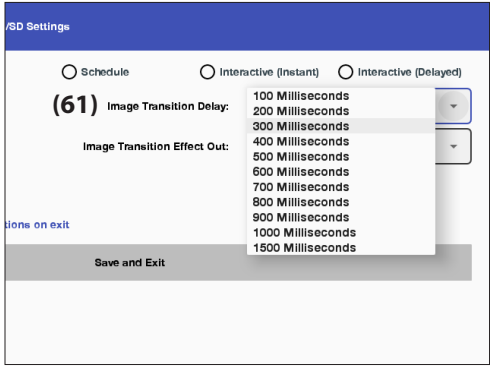 /SD Settings
Schedule Interactive (Instant) Interactive (Delayed)
(61) Image Transition Delay:
100 Milliseconds
200 Milliseconds
300 Milliseconds
400 Milliseconds
500 Milliseconds
600 Milliseconds
700 Milliseconds
800 Milliseconds
900 Milliseconds
1000 Milliseconds
1500 Milliseconds
Image Transition Effect Out:
tions on exit
Save and Exit